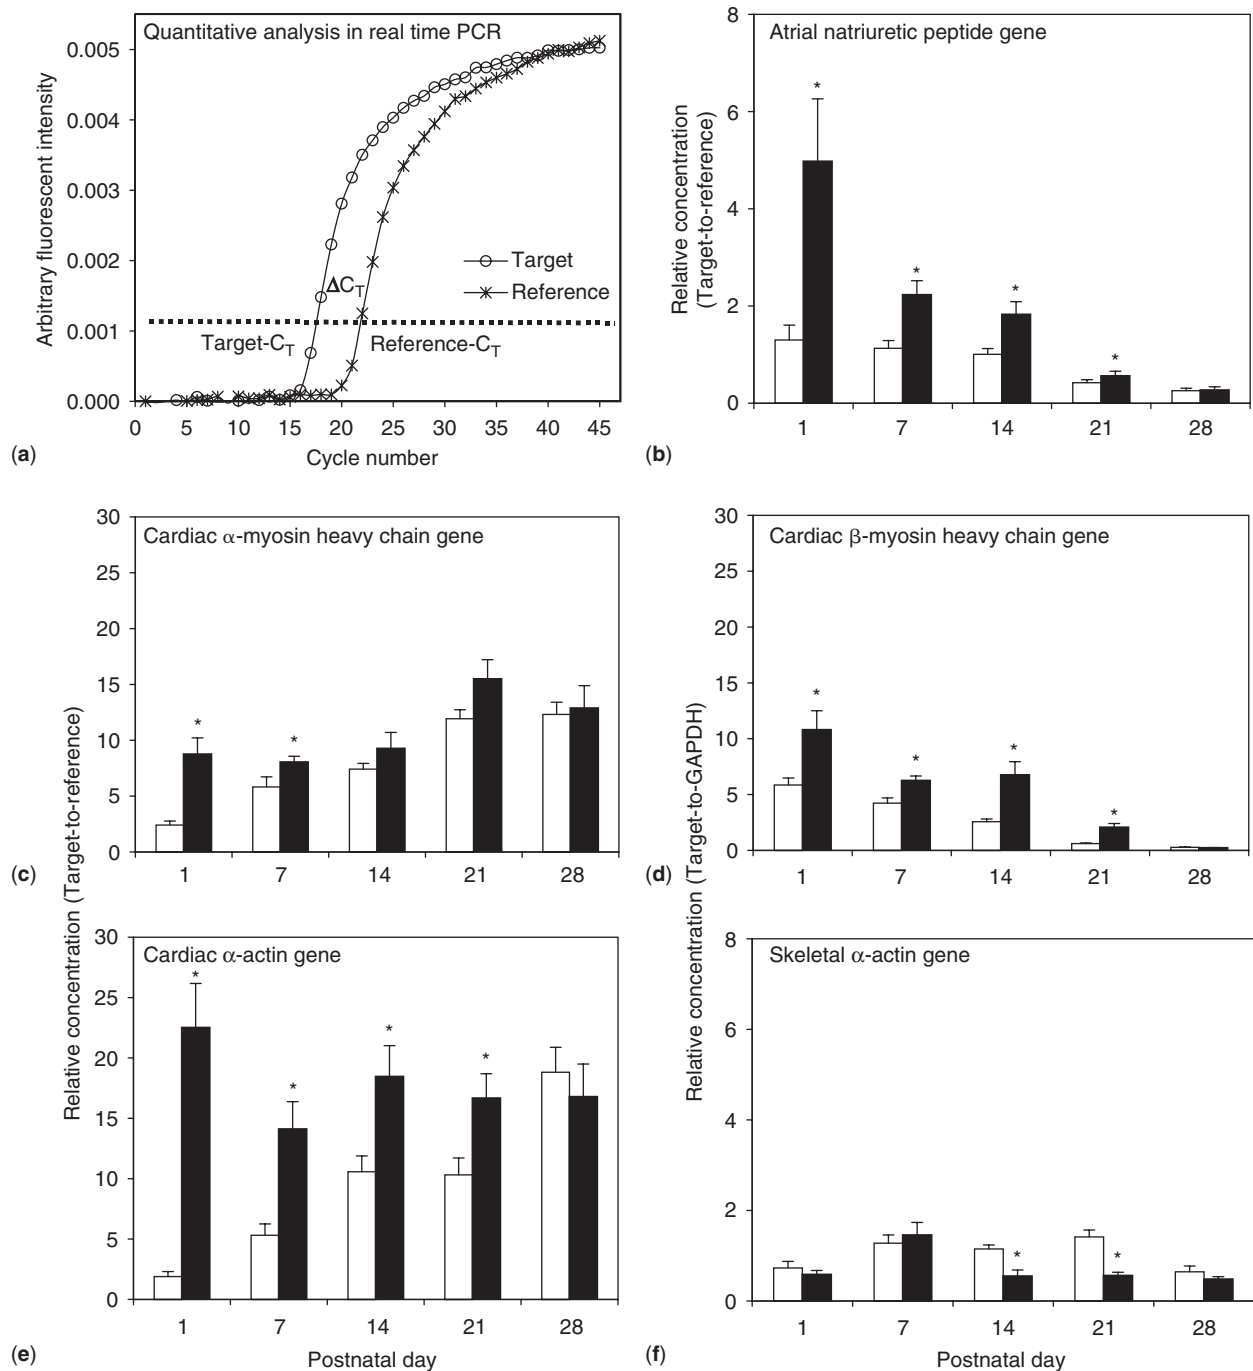 Quantitative analysis in real time PCR
0.005
0.004
0.003
0.002
0.001
0.000
Arbitrary fluorescent intensity
Target
Reference
ΔC_T
Target-C_T
Reference-C_T
0 5 10 15 20 25 30 35 40 45
Cycle number
(a)
Atrial natriuretic peptide gene
8
6
4
2
0
Relative concentration
(Target-to-reference)
* * * *
1 7 14 21 28
(b)
Cardiac α-myosin heavy chain gene
30
25
20
15
10
5
0
* *
1 7 14 21 28
(c)
Cardiac β-myosin heavy chain gene
30
25
20
15
10
5
0
* * * *
1 7 14 21 28
(d)
Relative concentration (Target-to-reference)
Relative concentration (Target-to-GAPDH)
Cardiac α-actin gene
30
25
20
15
10
5
0
* * * *
1 7 14 21 28
Postnatal day
(e)
Skeletal α-actin gene
8
6
4
2
0
* *
1 7 14 21 28
Postnatal day
(f)